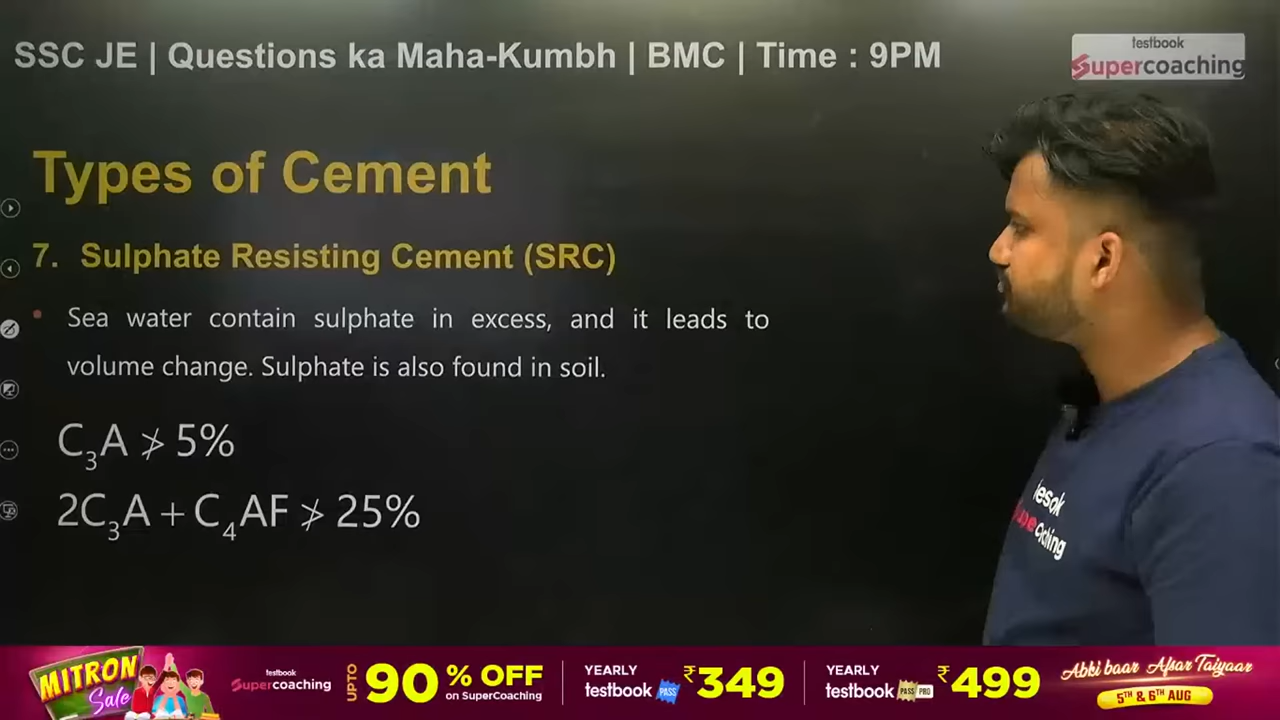 SSC JE | Questions ka Maha-Kumbh | BMC | Time : 9PM
testbook
Supercoaching
Types of Cement
7. Sulphate Resisting Cement (SRC)
• Sea water contain sulphate in excess, and it leads to
volume change. Sulphate is also found in soil.
C₃A ≯ 5%
2C₃A + C₄AF ≯ 25%
MITRON
Sale
testbook
Supercoaching
UPTO
90% OFF
on SuperCoaching
YEARLY
testbook PASS
₹349
YEARLY
testbook PASS PRO
₹499
Abki baar Afsar Taiyaar
5TH & 6TH AUG